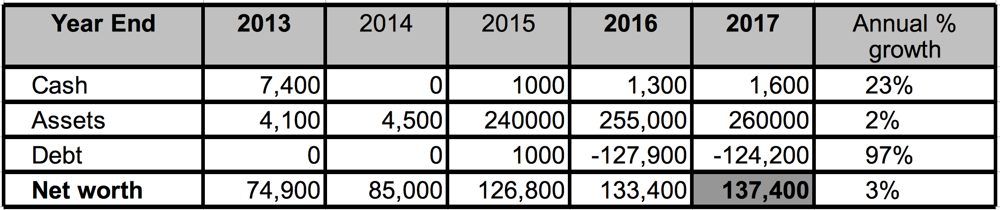 Year End 2013 2014 2015 2016 2017 Annual %
growth
Cash 7,400 0 1000 1,300 1,600 23%
Assets 4,100 4,500 240000 255,000 260000 2%
Debt 0 0 1000 -127,900 -124,200 97%
Net worth 74,900 85,000 126,800 133,400 137,400 3%